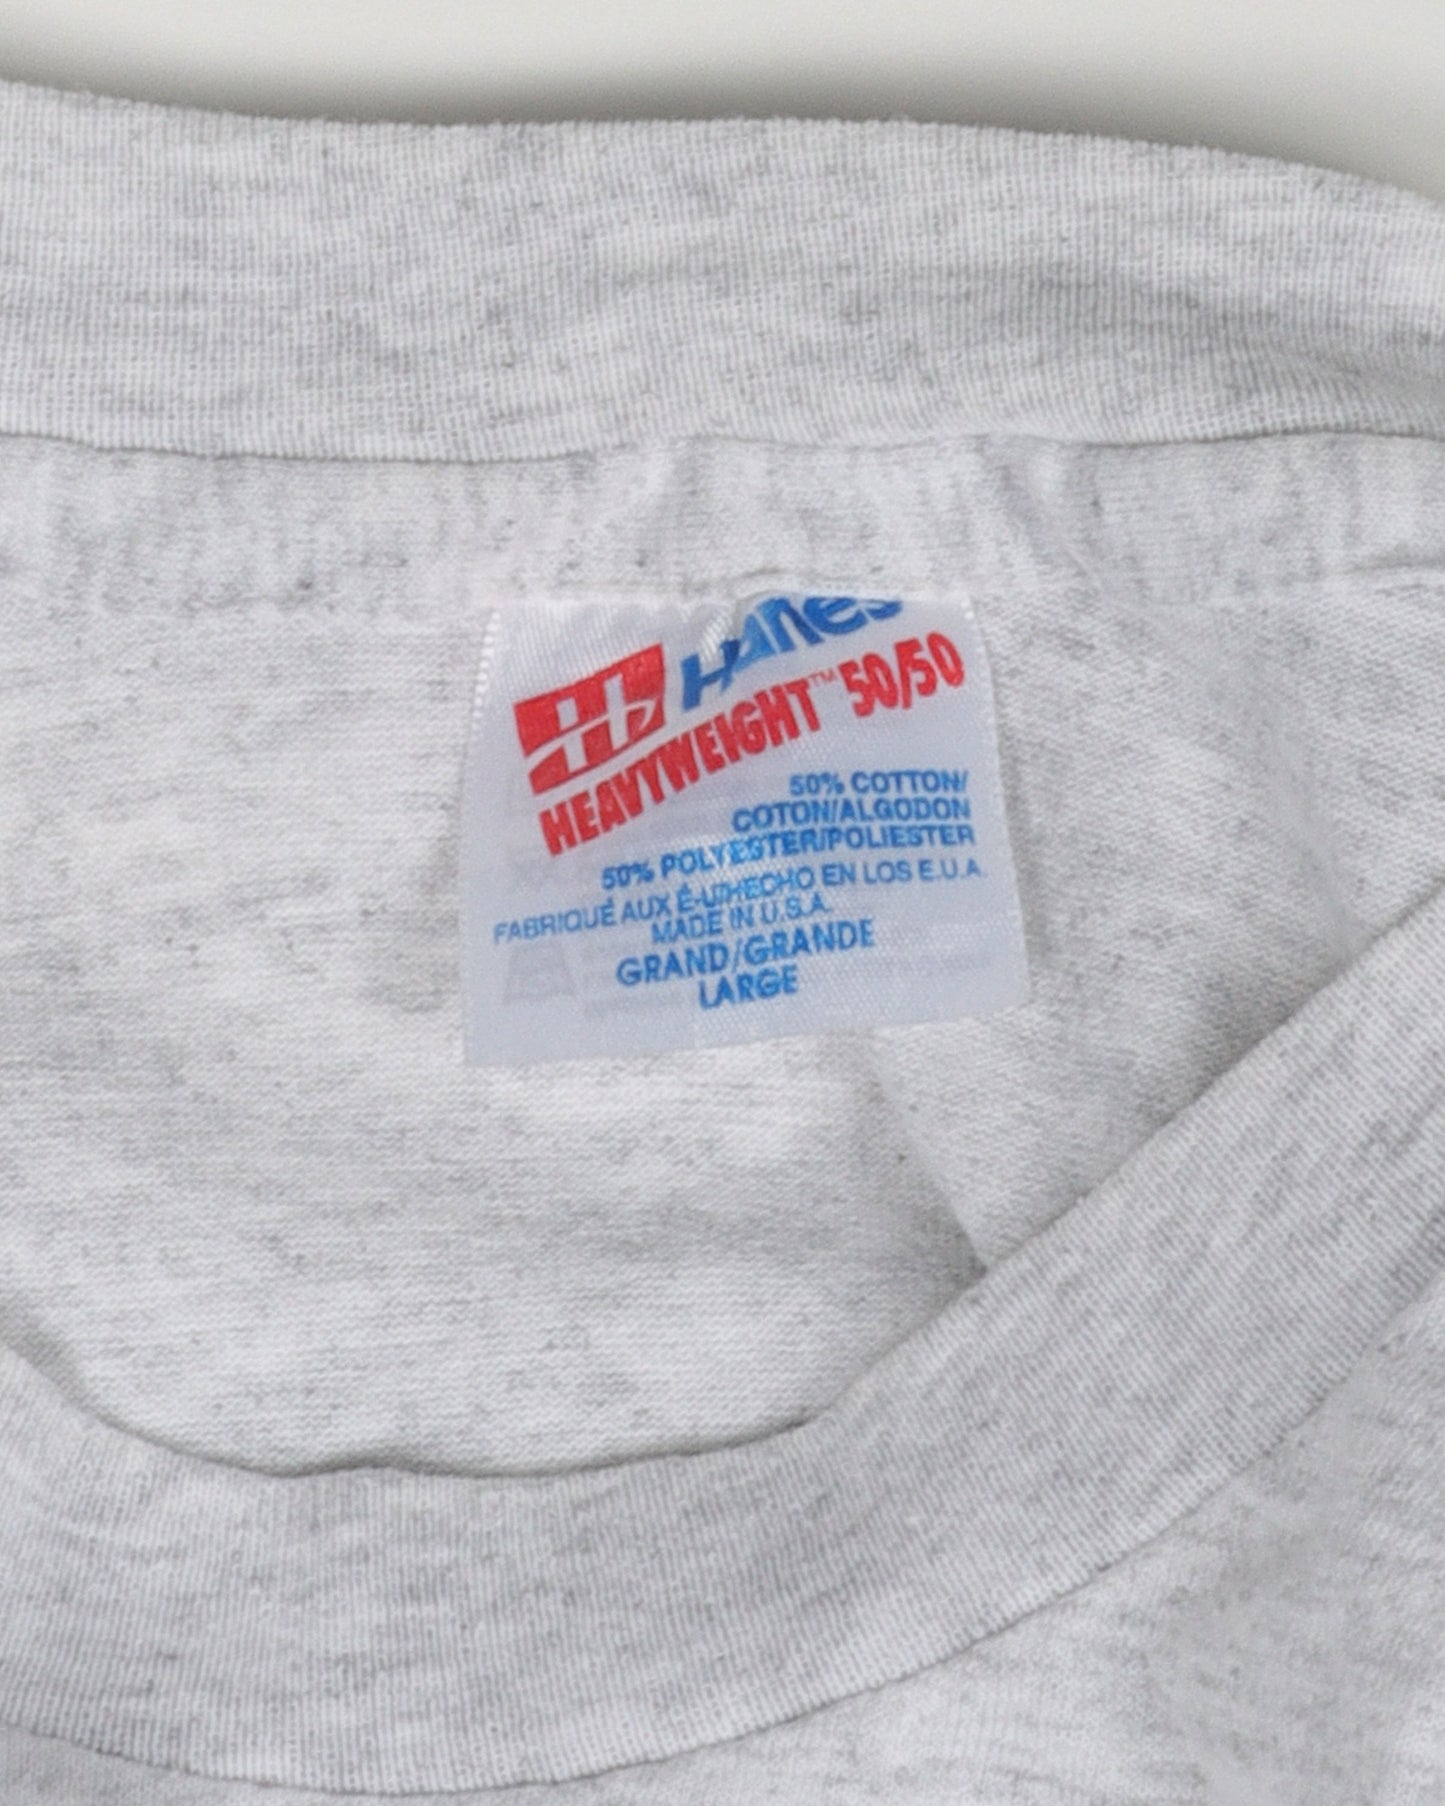 Hanes
HEAVYWEIGHT™ 50/50
50% COTTON/
COTON/ALGODON
50% POLYESTER/POLIESTER
FABRIQUÉ AUX É-U/HECHO EN LOS E.U.A.
MADE IN U.S.A.
GRAND/GRANDE
LARGE